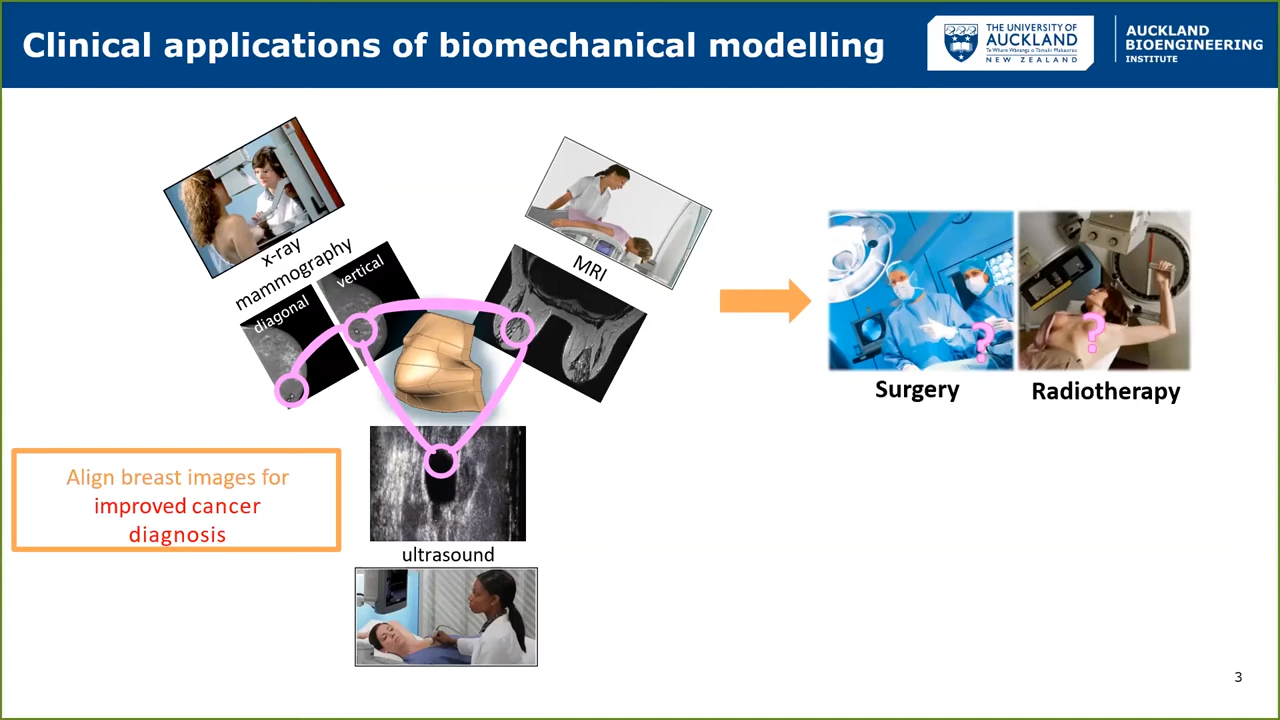 Clinical applications of biomechanical modelling
THE UNIVERSITY OF
AUCKLAND
Te Whare Wānanga o Tāmaki Makaurau
NEW ZEALAND
AUCKLAND
BIOENGINEERING
INSTITUTE
x-ray
mammography
diagonal
vertical
MRI
?
?
Surgery
Radiotherapy
Align breast images for
improved cancer
diagnosis
ultrasound
3